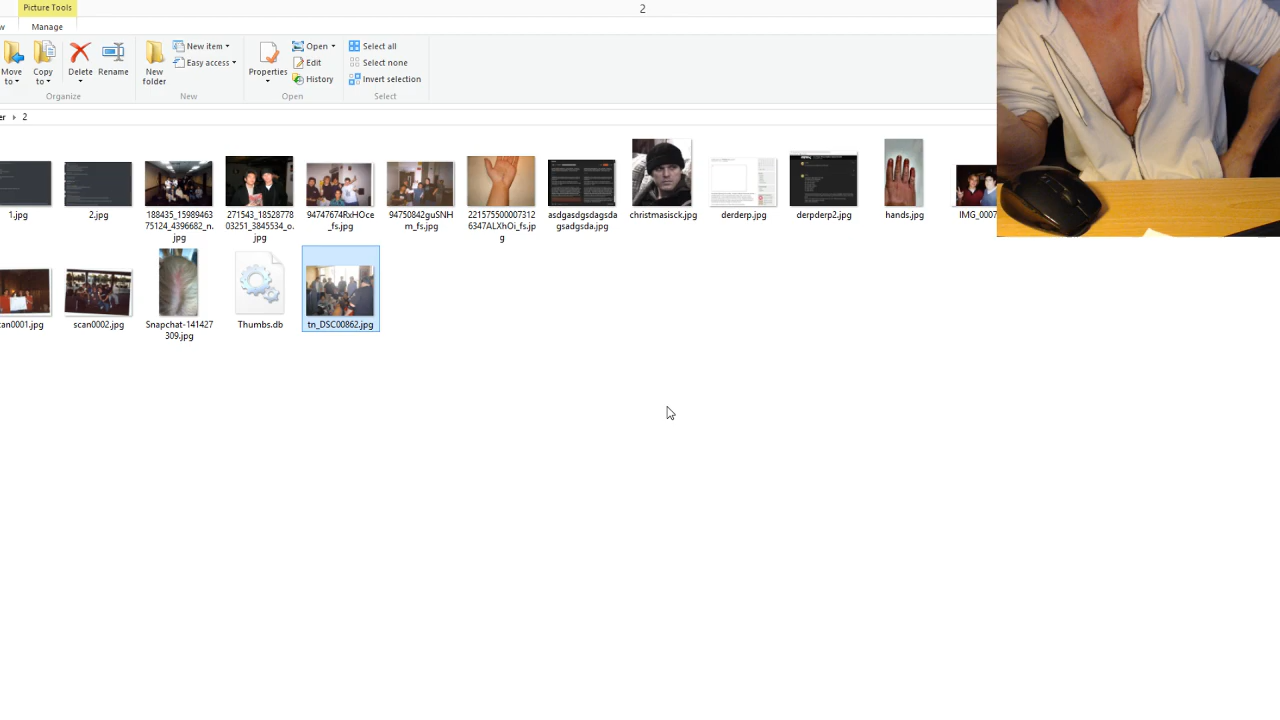 Picture Tools
2
w
Manage
Move
to
Copy
to
Delete
Rename
New
folder
New item
Easy access
Properties
Open
Edit
History
Select all
Select none
Invert selection
Organize
New
Open
Select
er
2
1.jpg
2.jpg
188435_15989463
75124_4396682_n.
jpg
271543_18528778
03251_3845534_o.
jpg
94747674RxHOce
_fs.jpg
94750842guSNH
m_fs.jpg
221575500007312
6347ALXhOi_fs.jp
g
asdgasdgsdagsda
gsadgsda.jpg
christmasisck.jpg
derderp.jpg
derpderp2.jpg
hands.jpg
IMG_0007
can0001.jpg
scan0002.jpg
Snapchat-141427
309.jpg
Thumbs.db
tn_DSC00862.jpg